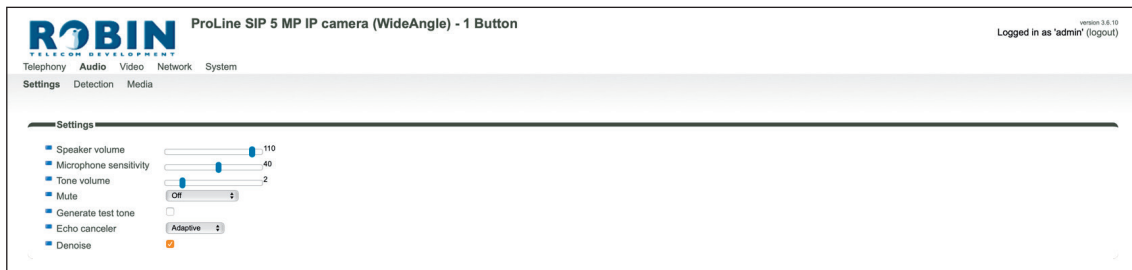 ROBIN
TELECOM DEVELOPMENT
ProLine SIP 5 MP IP camera (WideAngle) - 1 Button
version 3.6.10
Logged in as 'admin' (logout)
Telephony Audio Video Network System
Settings Detection Media
Settings
Speaker volume 110
Microphone sensitivity 40
Tone volume 2
Mute Off
Generate test tone
Echo canceler Adaptive
Denoise